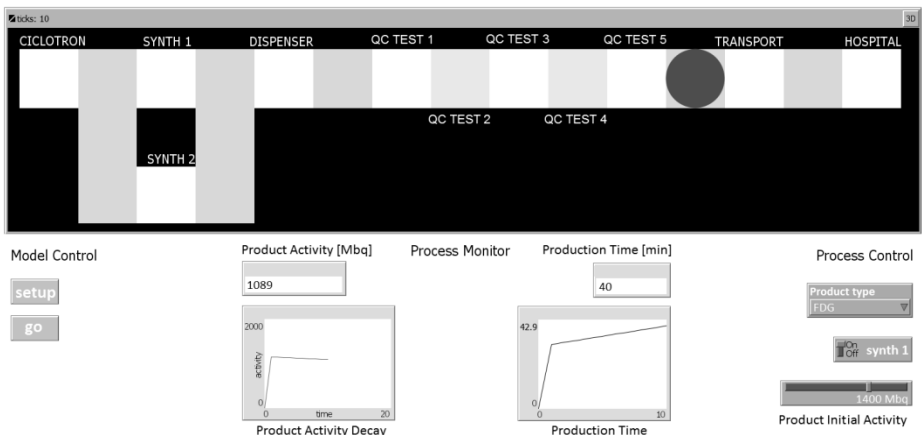 ticks: 10
3D
CICLOTRON SYNTH 1 DISPENSER QC TEST 1 QC TEST 3 QC TEST 5 TRANSPORT HOSPITAL
QC TEST 2 QC TEST 4
SYNTH 2
Model Control
Product Activity [Mbq]
Process Monitor
Production Time [min]
Process Control
setup
go
1089
40
2000
activity
0
0
time
20
Product Activity Decay
42.9
0
0
10
Production Time
Product type
FDG
On
Off
synth 1
1400 Mbq
Product Initial Activity